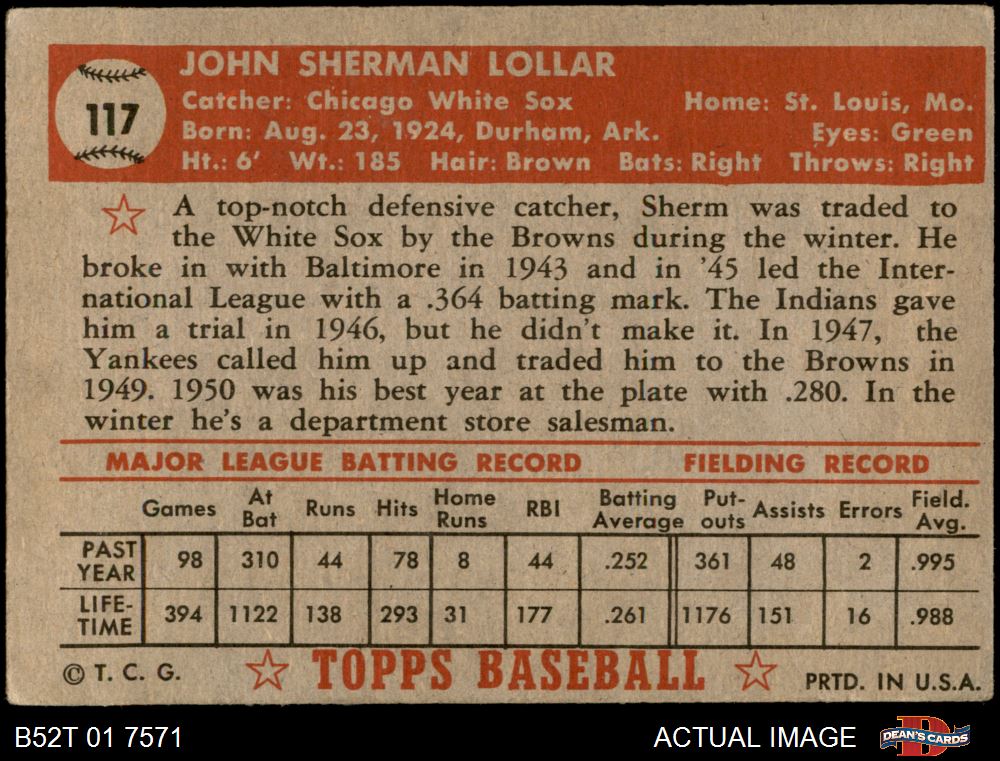 117
JOHN SHERMAN LOLLAR
Catcher: Chicago White Sox Home: St. Louis, Mo.
Born: Aug. 23, 1924, Durham, Ark. Eyes: Green
Ht.: 6' Wt.: 185 Hair: Brown Bats: Right Throws: Right
A top-notch defensive catcher, Sherm was traded to
the White Sox by the Browns during the winter. He
broke in with Baltimore in 1943 and in '45 led the Inter-
national League with a .364 batting mark. The Indians gave
him a trial in 1946, but he didn't make it. In 1947, the
Yankees called him up and traded him to the Browns in
1949. 1950 was his best year at the plate with .280. In the
winter he's a department store salesman.
MAJOR LEAGUE BATTING RECORD FIELDING RECORD
Games At Bat Runs Hits Home Runs RBI Batting Average Put-outs Assists Errors Field. Avg.
PAST YEAR 98 310 44 78 8 44 .252 361 48 2 .995
LIFE-TIME 394 1122 138 293 31 177 .261 1176 151 16 .988
© T. C. G. TOPPS BASEBALL PRTD. IN U.S.A.
B52T 01 7571 ACTUAL IMAGE DEAN'S CARDS